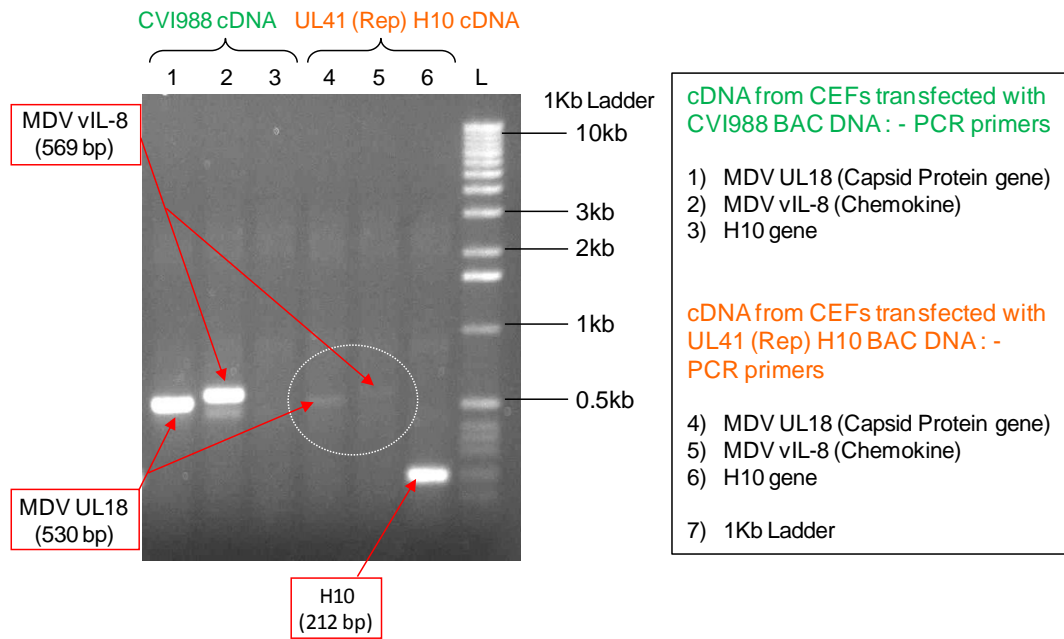 CVI988 cDNA
UL41 (Rep) H10 cDNA
1 2 3 4 5 6 L
1Kb Ladder
10kb
3kb
2kb
1kb
0.5kb
MDV vIL-8
(569 bp)
MDV UL18
(530 bp)
H10
(212 bp)
cDNA from CEFs transfected with
CVI988 BAC DNA : - PCR primers
1) MDV UL18 (Capsid Protein gene)
2) MDV vIL-8 (Chemokine)
3) H10 gene
cDNA from CEFs transfected with
UL41 (Rep) H10 BAC DNA : -
PCR primers
4) MDV UL18 (Capsid Protein gene)
5) MDV vIL-8 (Chemokine)
6) H10 gene
7) 1Kb Ladder